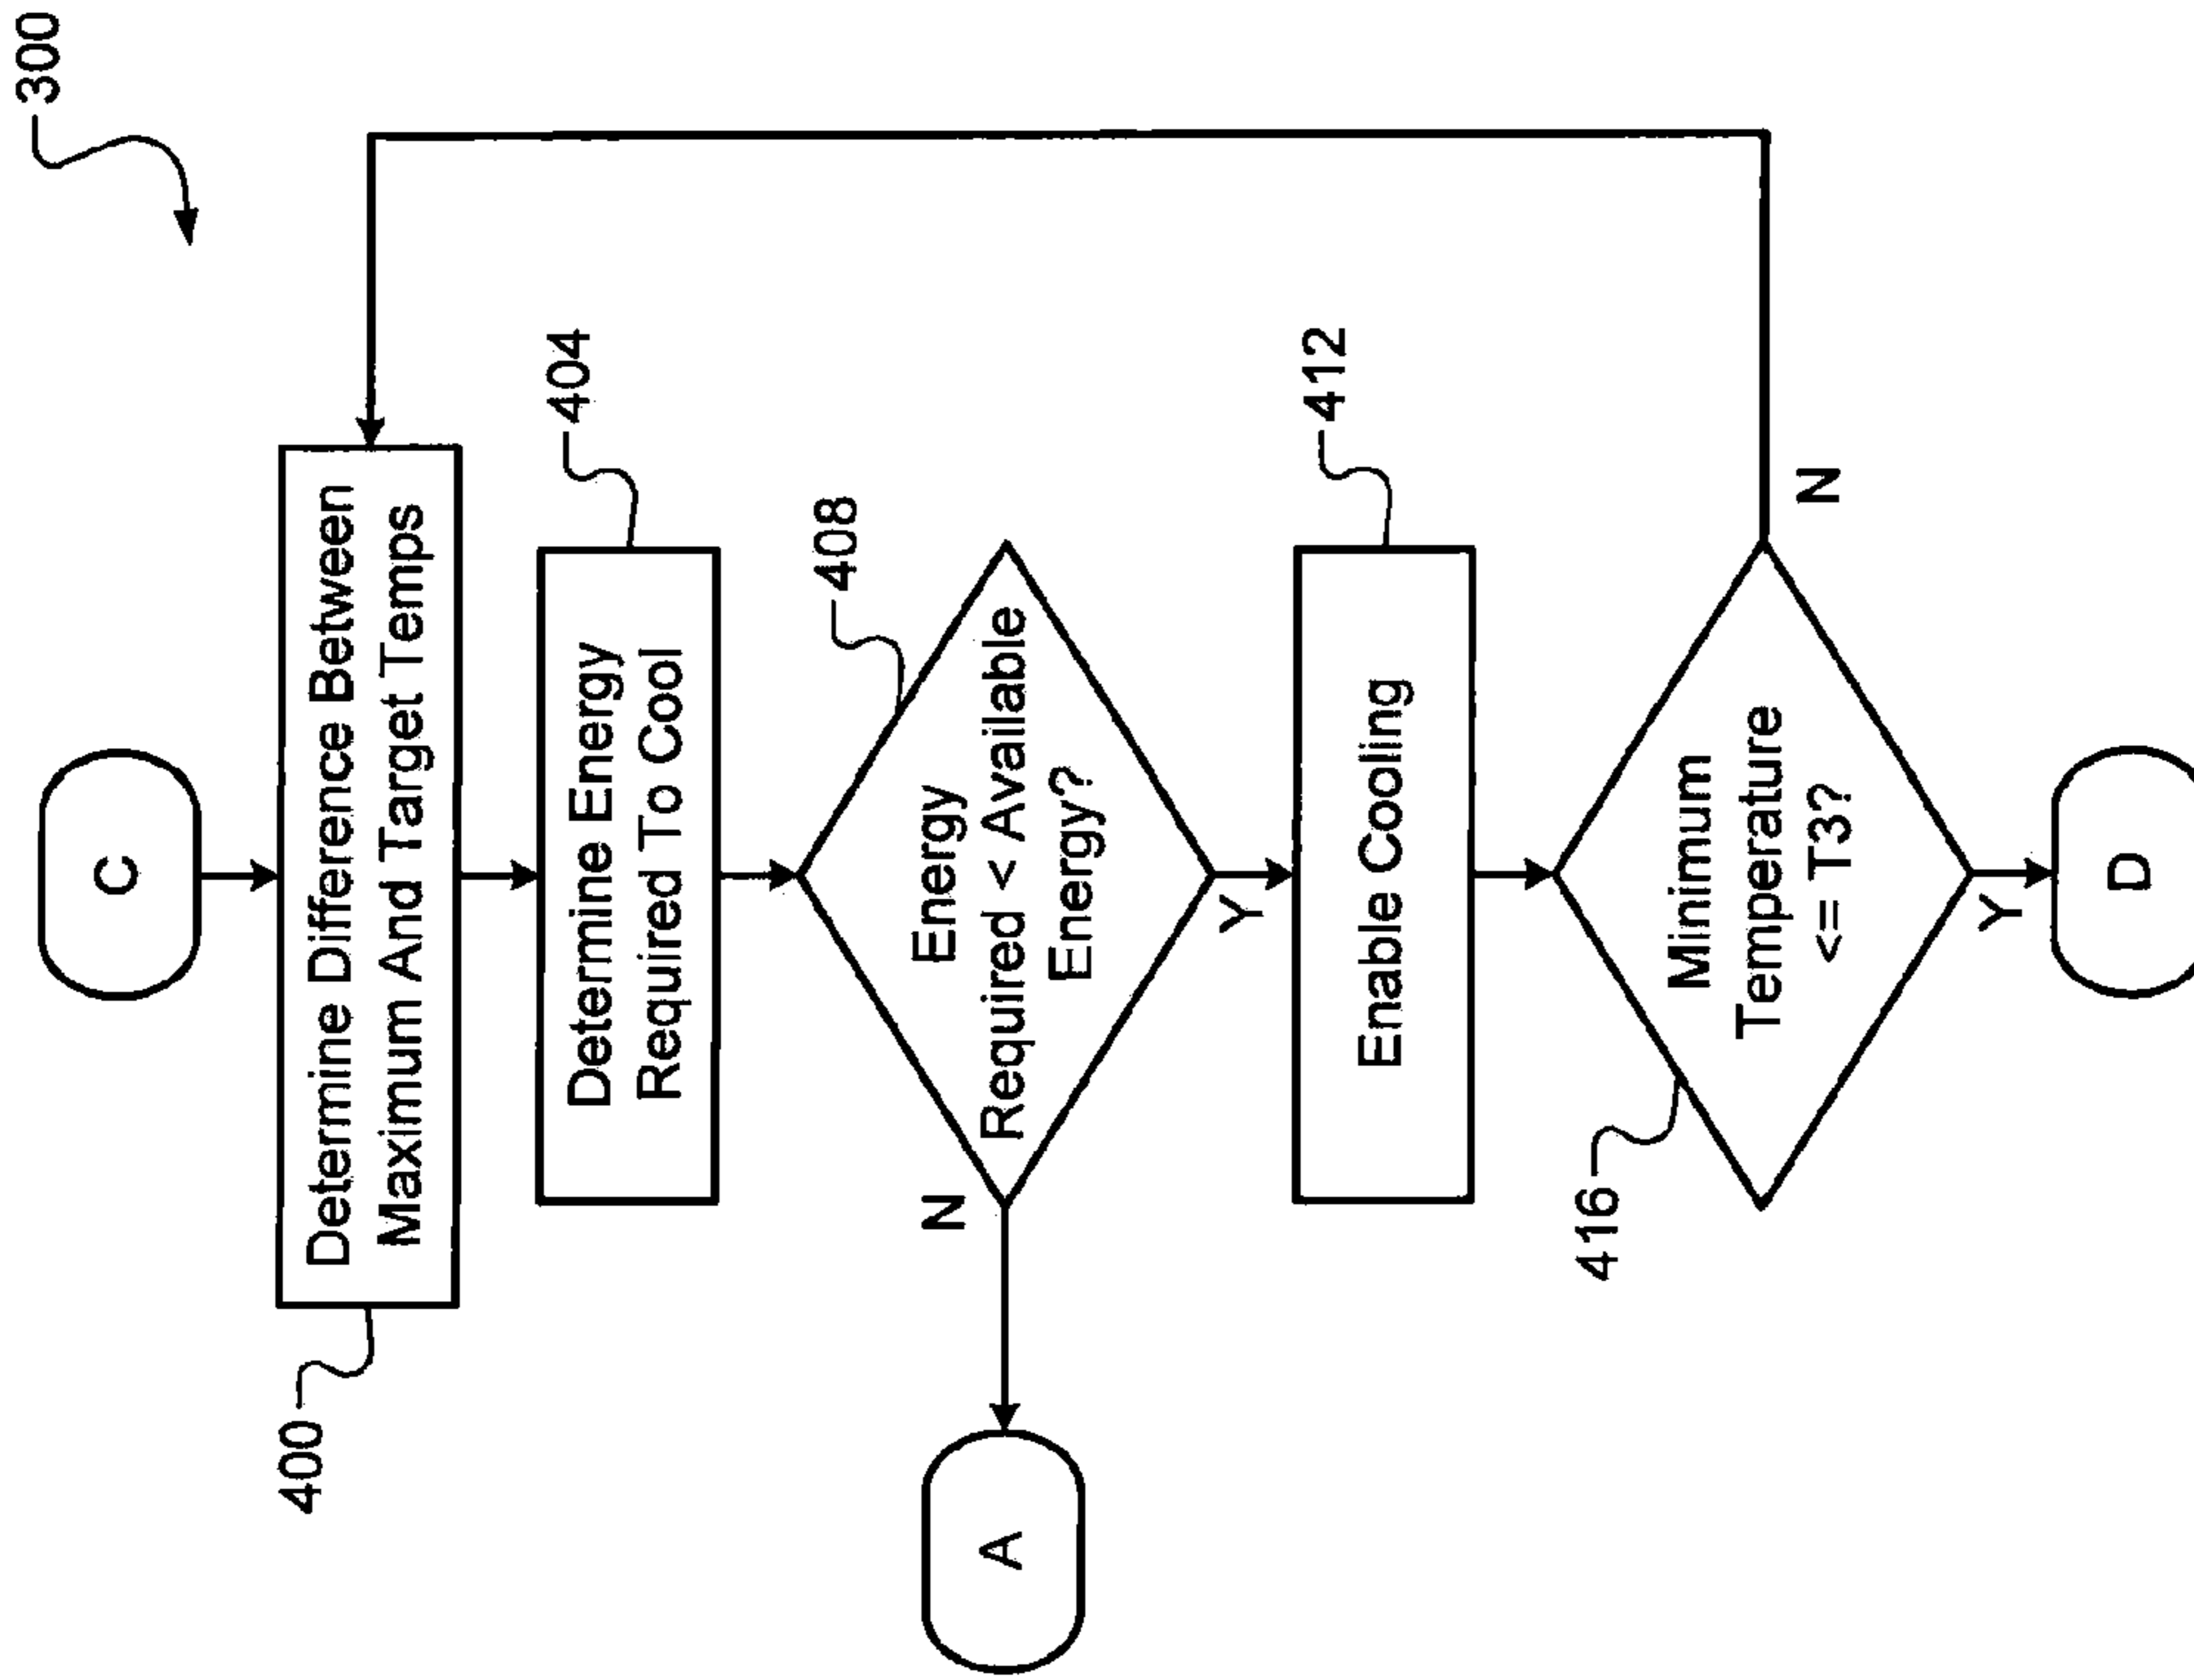 300
C
400
Determine Difference Between
Maximum And Target Temps
404
Determine Energy
Required To Cool
408
Energy
Required < Available
Energy?
N
A
Y
412
Enable Cooling
416
Minimum
Temperature
<= T3?
N
Y
D